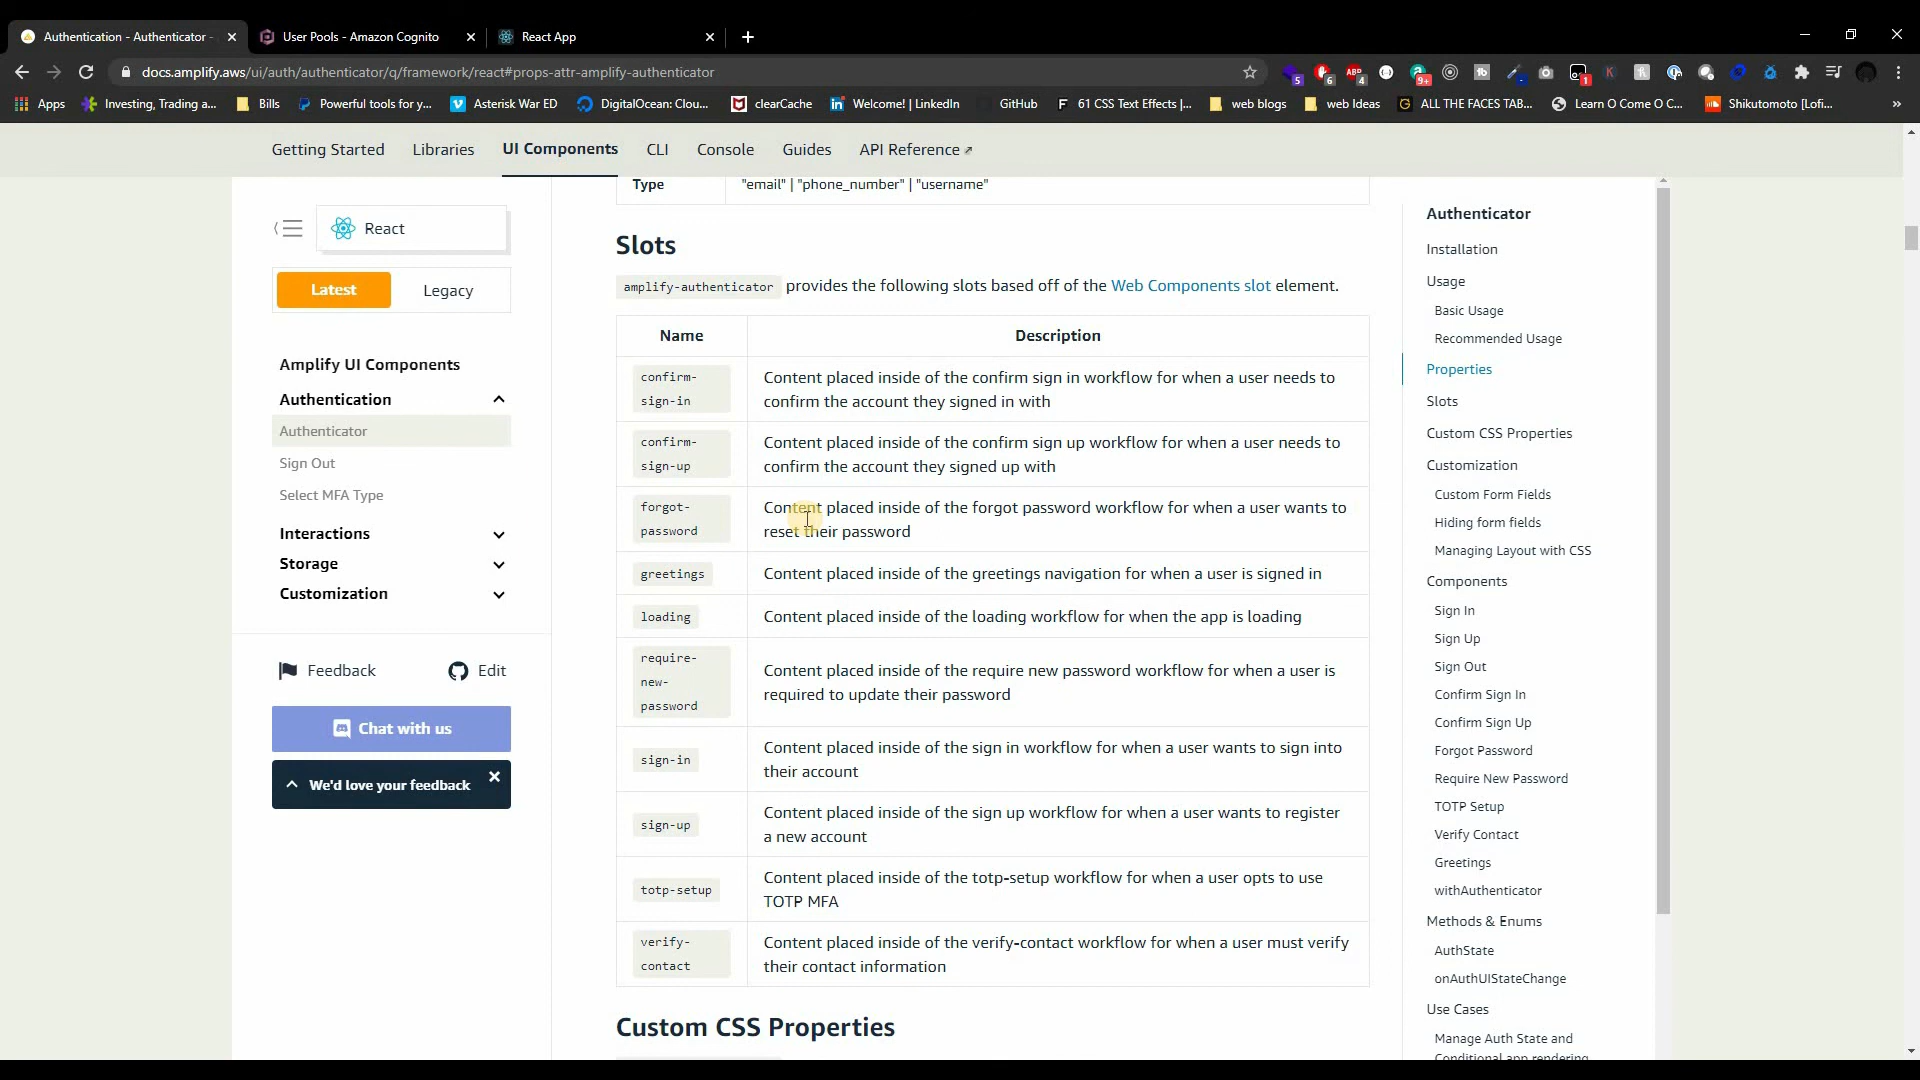 Authentication - Authenticator -
User Pools - Amazon Cognito
React App
docs.amplify.aws/ui/auth/authenticator/q/framework/react#props-attr-amplify-authenticator
5
6
4
9+
1
Apps
Investing, Trading a...
Bills
Powerful tools for y...
Asterisk War ED
DigitalOcean: Clou...
clearCache
Welcome! | LinkedIn
GitHub
61 CSS Text Effects |...
web blogs
web Ideas
ALL THE FACES TAB...
Learn O Come O C...
Shikutomoto [Lofi...
Getting Started
Libraries
UI Components
CLI
Console
Guides
API Reference
React
Latest
Legacy
Amplify UI Components
Authentication
Authenticator
Sign Out
Select MFA Type
Interactions
Storage
Customization
Feedback
Edit
Chat with us
We'd love your feedback
Type
"email" | "phone_number" | "username"
Slots
amplify-authenticator provides the following slots based off of the Web Components slot element.
Name
Description
confirm-
sign-in
Content placed inside of the confirm sign in workflow for when a user needs to
confirm the account they signed in with
confirm-
sign-up
Content placed inside of the confirm sign up workflow for when a user needs to
confirm the account they signed up with
forgot-
password
Content placed inside of the forgot password workflow for when a user wants to
reset their password
greetings
Content placed inside of the greetings navigation for when a user is signed in
loading
Content placed inside of the loading workflow for when the app is loading
require-
new-
password
Content placed inside of the require new password workflow for when a user is
required to update their password
sign-in
Content placed inside of the sign in workflow for when a user wants to sign into
their account
sign-up
Content placed inside of the sign up workflow for when a user wants to register
a new account
totp-setup
Content placed inside of the totp-setup workflow for when a user opts to use
TOTP MFA
verify-
contact
Content placed inside of the verify-contact workflow for when a user must verify
their contact information
Custom CSS Properties
Authenticator
Installation
Usage
Basic Usage
Recommended Usage
Properties
Slots
Custom CSS Properties
Customization
Custom Form Fields
Hiding form fields
Managing Layout with CSS
Components
Sign In
Sign Up
Sign Out
Confirm Sign In
Confirm Sign Up
Forgot Password
Require New Password
TOTP Setup
Verify Contact
Greetings
withAuthenticator
Methods & Enums
AuthState
onAuthUIStateChange
Use Cases
Manage Auth State and
Conditional app rendering